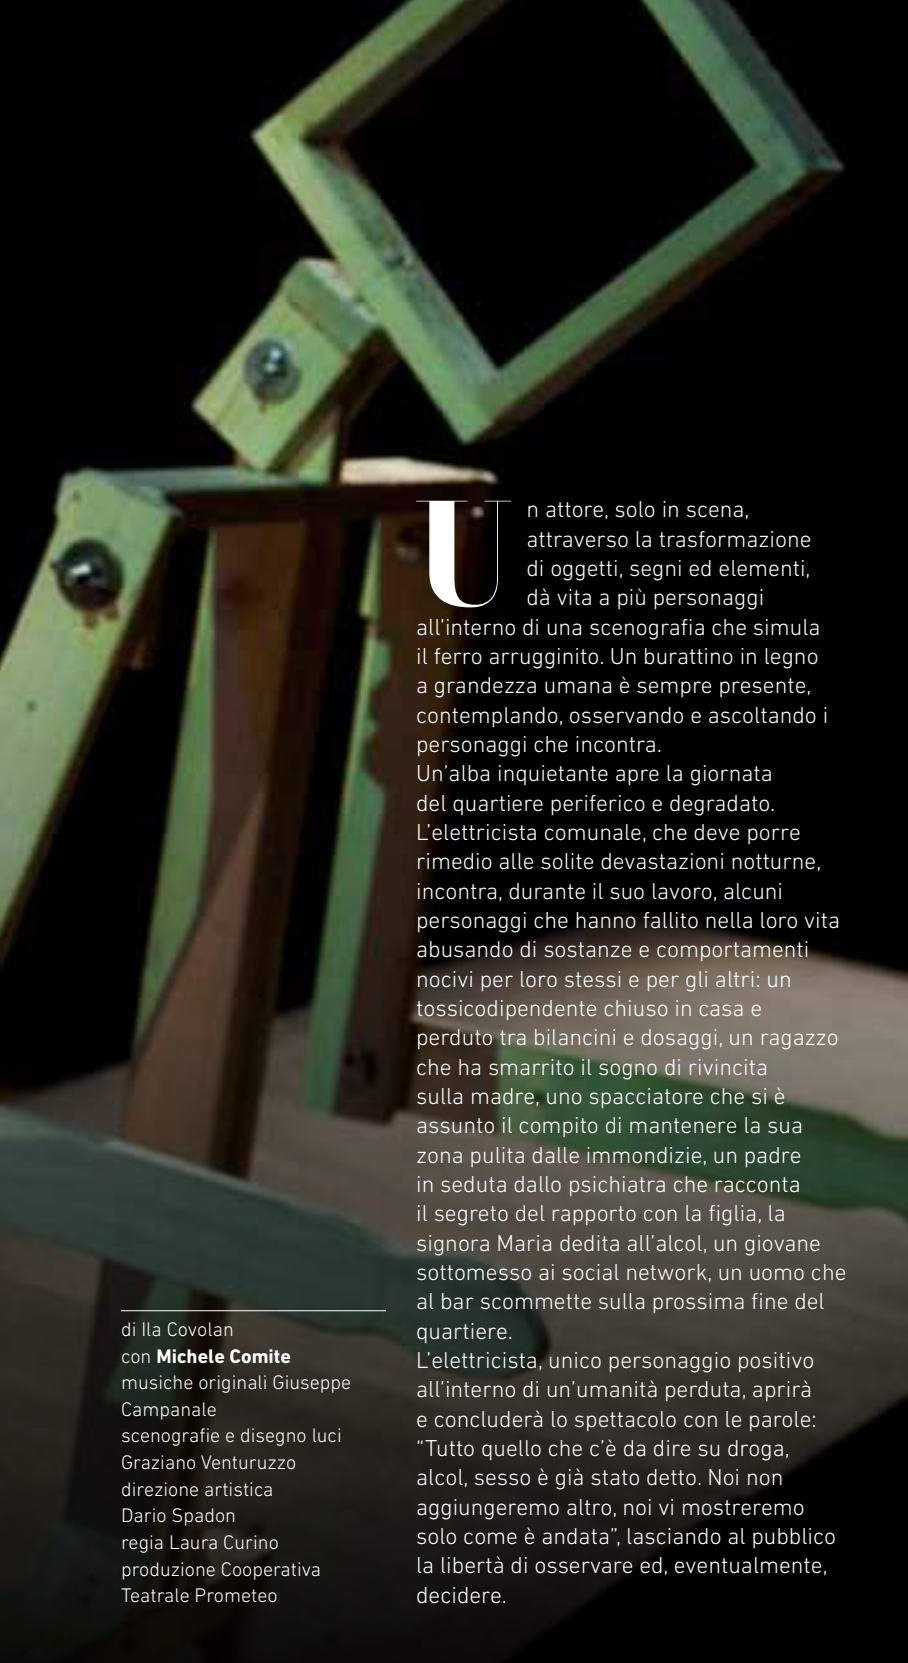 Un attore, solo in scena,
attraverso la trasformazione
di oggetti, segni ed elementi,
dà vita a più personaggi
all'interno di una scenografia che simula
il ferro arrugginito. Un burattino in legno
a grandezza umana è sempre presente,
contemplando, osservando e ascoltando i
personaggi che incontra.
Un'alba inquietante apre la giornata
del quartiere periferico e degradato.
L'elettricista comunale, che deve porre
rimedio alle solite devastazioni notturne,
incontra, durante il suo lavoro, alcuni
personaggi che hanno fallito nella loro vita
abusando di sostanze e comportamenti
nocivi per loro stessi e per gli altri: un
tossicodipendente chiuso in casa e
perduto tra bilancini e dosaggi, un ragazzo
che ha smarrito il sogno di rivincita
sulla madre, uno spacciatore che si è
assunto il compito di mantenere la sua
zona pulita dalle immondizie, un padre
in seduta dallo psichiatra che racconta
il segreto del rapporto con la figlia, la
signora Maria dedita all'alcol, un giovane
sottomesso ai social network, un uomo che
al bar scommette sulla prossima fine del
quartiere.
L'elettricista, unico personaggio positivo
all'interno di un'umanità perduta, aprirà
e concluderà lo spettacolo con le parole:
“Tutto quello che c'è da dire su droga,
alcol, sesso è già stato detto. Noi non
aggiungeremo altro, noi vi mostreremo
solo come è andata”, lasciando al pubblico
la libertà di osservare ed, eventualmente,
decidere.
di Ila Covolan
con Michele Comite
musiche originali Giuseppe
Campanale
scenografie e disegno luci
Graziano Venturuzzo
direzione artistica
Dario Spadon
regia Laura Curino
produzione Cooperativa
Teatrale Prometeo